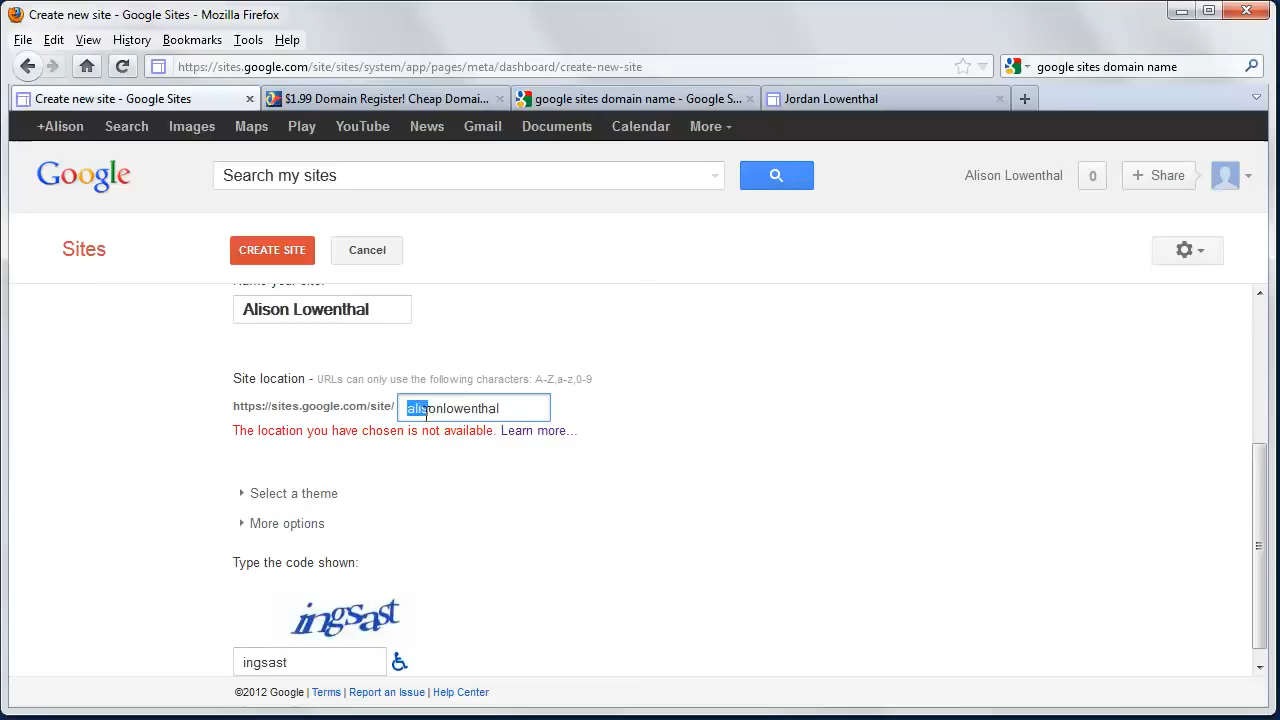 Create new site - Google Sites - Mozilla Firefox
File Edit View History Bookmarks Tools Help
https://sites.google.com/site/sites/system/app/pages/meta/dashboard/create-new-site
google sites domain name
Create new site - Google Sites
$1.99 Domain Register! Cheap Domai...
google sites domain name - Google S...
Jordan Lowenthal
+Alison Search Images Maps Play YouTube News Gmail Documents Calendar More
Google
Search my sites
Alison Lowenthal
0
+ Share
Sites
CREATE SITE
Cancel
Name your site:
Alison Lowenthal
Site location - URLs can only use the following characters: A-Z,a-z,0-9
https://sites.google.com/site/ alisonlowenthal
The location you have chosen is not available. Learn more...
Select a theme
More options
Type the code shown:
ingsast
ingsast
©2012 Google | Terms | Report an Issue | Help Center